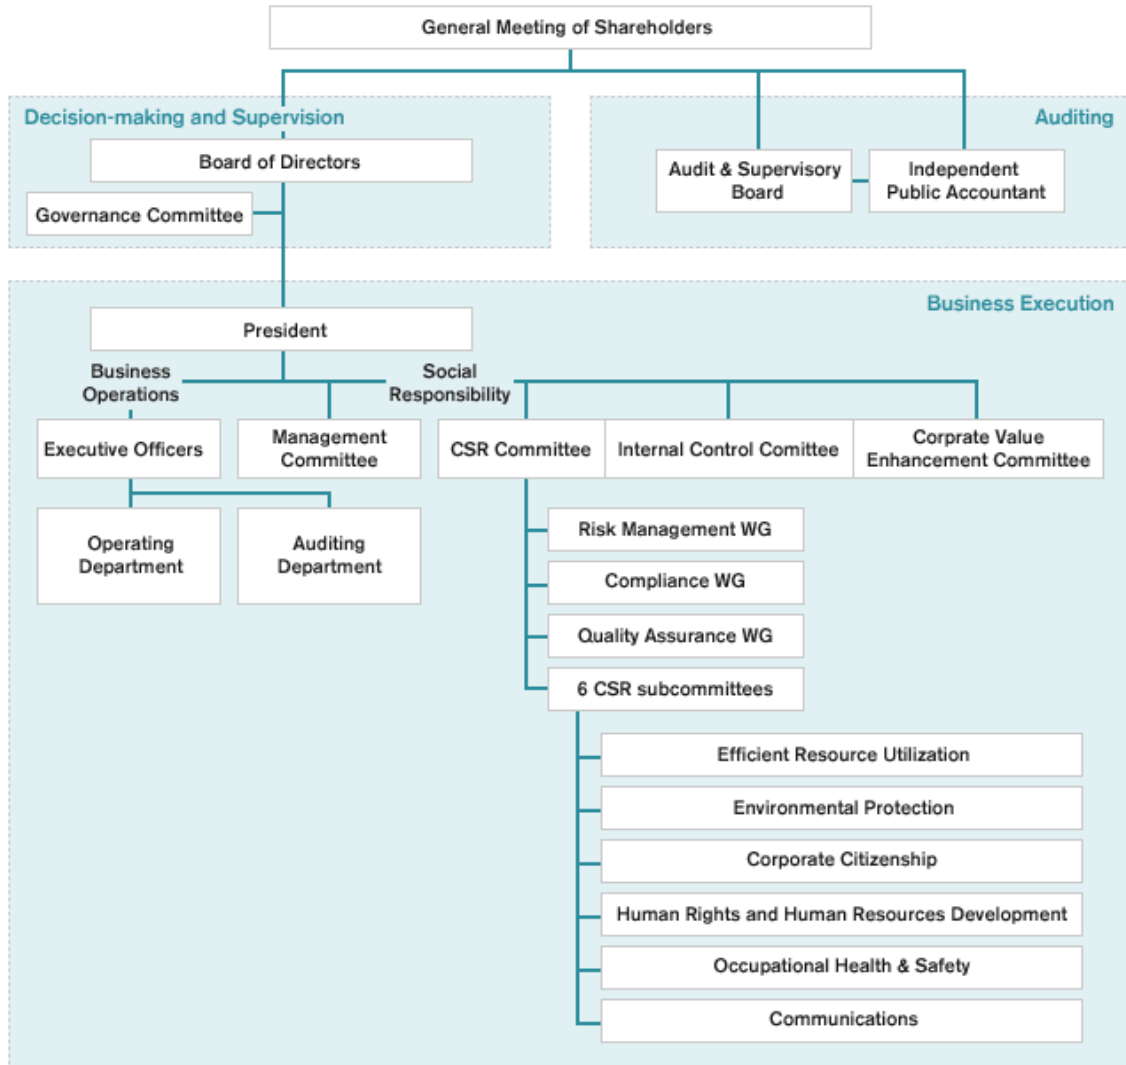 General Meeting of Shareholders
Decision-making and Supervision
Auditing
Board of Directors
Governance Committee
Audit & Supervisory
Board
Independent
Public Accountant
Business Execution
President
Business
Operations
Social
Responsibility
Executive Officers
Management
Committee
CSR Committee
Internal Control Comittee
Corprate Value
Enhancement Committee
Operating
Department
Auditing
Department
Risk Management WG
Compliance WG
Quality Assurance WG
6 CSR subcommittees
Efficient Resource Utilization
Environmental Protection
Corporate Citizenship
Human Rights and Human Resources Development
Occupational Health & Safety
Communications